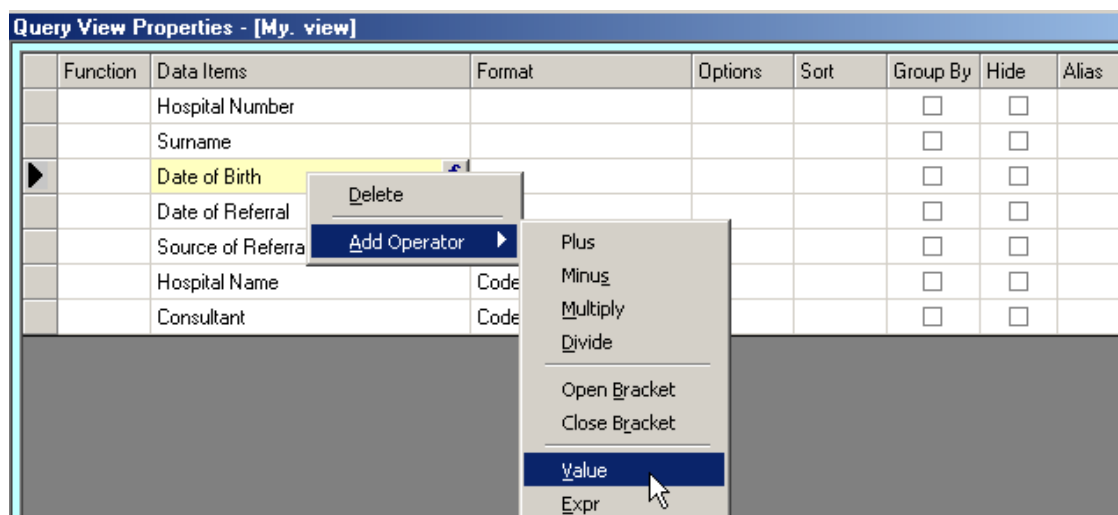 Query View Properties - [My. view]
Function Data Items Format Options Sort Group By Hide Alias
Hospital Number
Surname
Date of Birth
Delete
Date of Referral
Add Operator
Source of Referra
Plus
Hospital Name Code
Minus
Consultant Code
Multiply
Divide
Open Bracket
Close Bracket
Value
Expr